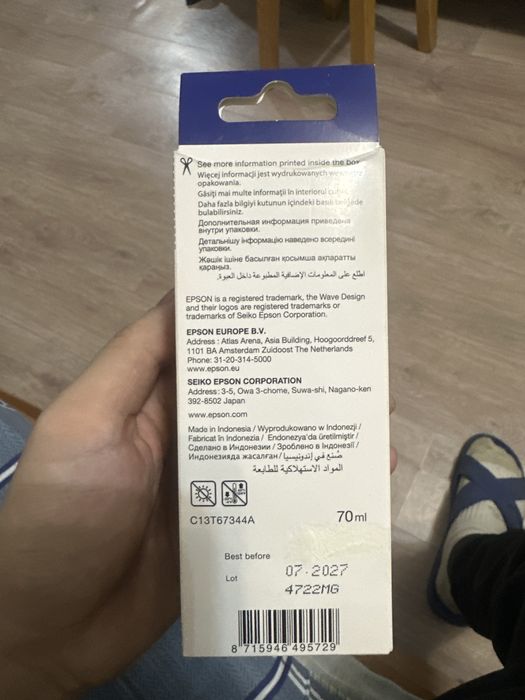 See more information printed inside the box
Więcej informacji jest wydrukowanych
opakowania.
Găsiți mai multe informații în interiorul
Daha fazla bilgiyi kutunun içindeki
bulabilirsiniz.
Дополнительная информация приведена
внутри упаковки.
Детальнішу інформацію наведено всередині
упаковки.
Жәшік ішіне басылған қосымша ақпаратты
қараңыз.
اطلع على المعلومات الإضافية المطبوعة داخل العبوة.
EPSON is a registered trademark, the Wave Design
and their logos are registered trademarks or
trademarks of Seiko Epson Corporation.
EPSON EUROPE B.V.
Address : Atlas Arena, Asia Building, Hoogoorddreef 5,
1101 BA Amsterdam Zuidoost The Netherlands
Phone: 31-20-314-5000
www.epson.eu
SEIKO EPSON CORPORATION
Address: 3-5, Owa 3-chome, Suwa-shi, Nagano-ken
392-8502 Japan
www.epson.com
Made in Indonesia / Wyprodukowano w Indonezji /
Fabricat în Indonezia / Endonezya'da üretilmiştir /
Сделано в Индонезии / Зроблено в Індонезії /
Индонезияда жасалған / صُنع في إندونيسيا
المواد الاستهلاكية للطابعة
C13T67344A 70ml
Best before 07·2027
Lot 4722MG
8 715946 495729